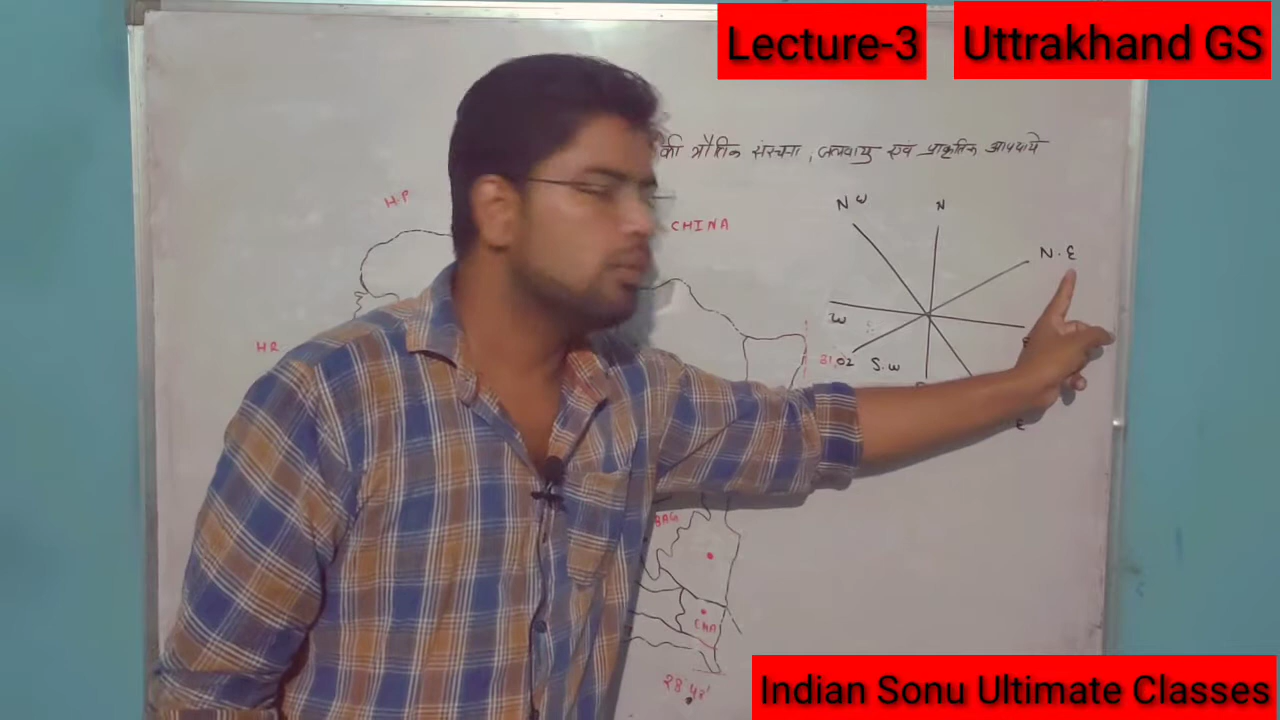 Lecture-3
Uttrakhand GS
की भौतिक संरचना, जलवायु एवं प्राकृतिक आपदाये
H.P
CHINA
N W
N
N.E
W
HR
31,02
S.W
E
BAG
CHA
28°43'
Indian Sonu Ultimate Classes